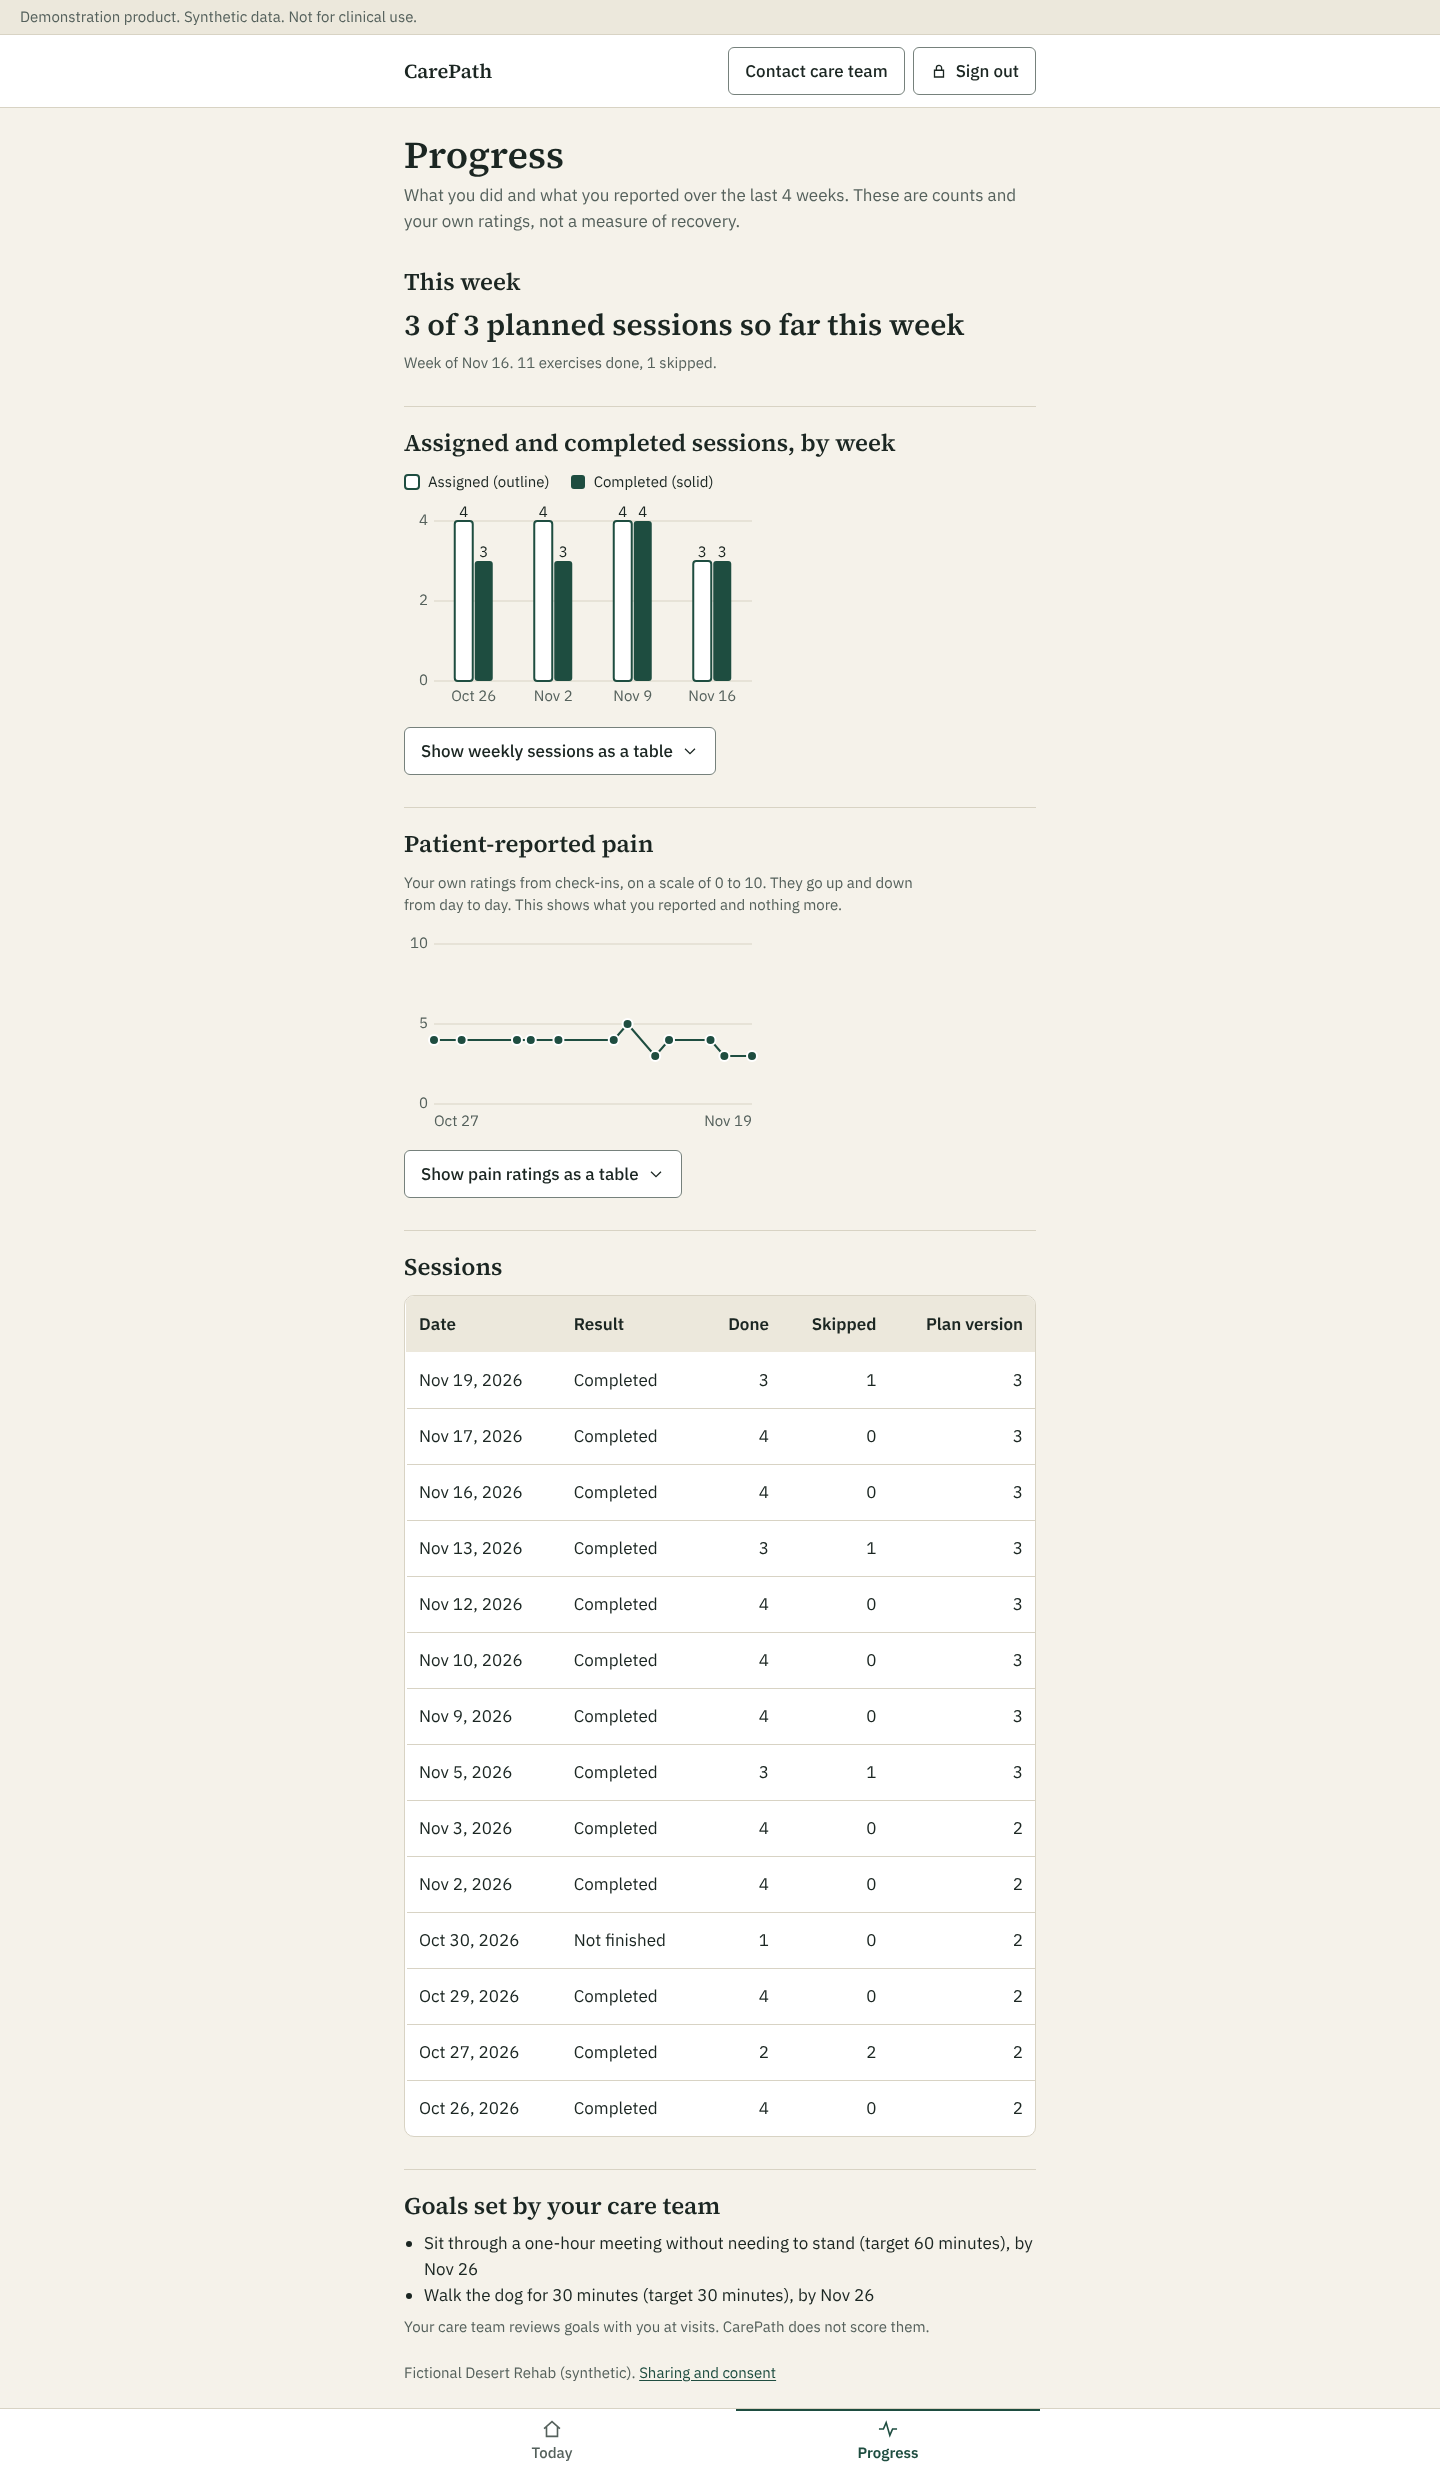 Demonstration product. Synthetic data. Not for clinical use.
CarePath
Contact care team
Sign out
Progress
What you did and what you reported over the last 4 weeks. These are counts and
your own ratings, not a measure of recovery.
This week
3 of 3 planned sessions so far this week
Week of Nov 16. 11 exercises done, 1 skipped.
Assigned and completed sessions, by week
Assigned (outline) Completed (solid)
4 4 4 4
4
3 3 3 3
2
0
Oct 26 Nov 2 Nov 9 Nov 16
Show weekly sessions as a table
Patient-reported pain
Your own ratings from check-ins, on a scale of 0 to 10. They go up and down
from day to day. This shows what you reported and nothing more.
10
5
0
Oct 27 Nov 19
Show pain ratings as a table
Sessions
Date Result Done Skipped Plan version
Nov 19, 2026 Completed 3 1 3
Nov 17, 2026 Completed 4 0 3
Nov 16, 2026 Completed 4 0 3
Nov 13, 2026 Completed 3 1 3
Nov 12, 2026 Completed 4 0 3
Nov 10, 2026 Completed 4 0 3
Nov 9, 2026 Completed 4 0 3
Nov 5, 2026 Completed 3 1 3
Nov 3, 2026 Completed 4 0 2
Nov 2, 2026 Completed 4 0 2
Oct 30, 2026 Not finished 1 0 2
Oct 29, 2026 Completed 4 0 2
Oct 27, 2026 Completed 2 2 2
Oct 26, 2026 Completed 4 0 2
Goals set by your care team
• Sit through a one-hour meeting without needing to stand (target 60 minutes), by
Nov 26
• Walk the dog for 30 minutes (target 30 minutes), by Nov 26
Your care team reviews goals with you at visits. CarePath does not score them.
Fictional Desert Rehab (synthetic). Sharing and consent
Today
Progress